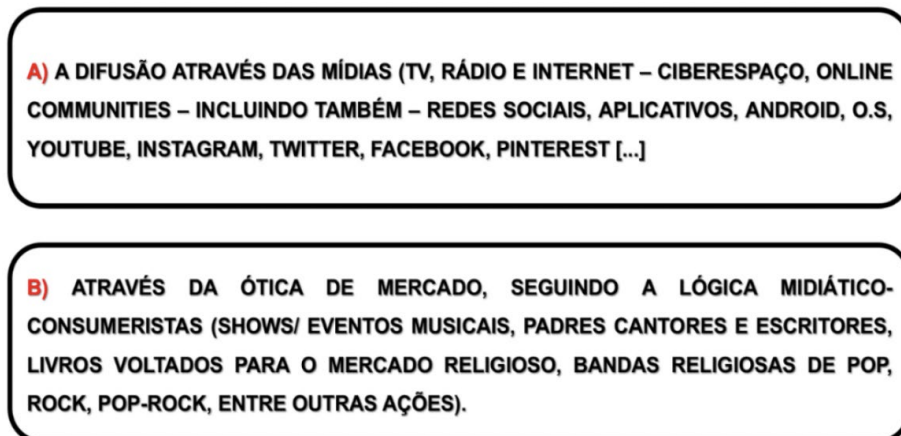 A) A DIFUSÃO ATRAVÉS DAS MÍDIAS (TV, RÁDIO E INTERNET – CIBERESPAÇO, ONLINE
COMMUNITIES – INCLUINDO TAMBÉM – REDES SOCIAIS, APLICATIVOS, ANDROID, O.S,
YOUTUBE, INSTAGRAM, TWITTER, FACEBOOK, PINTEREST [...]
B) ATRAVÉS DA ÓTICA DE MERCADO, SEGUINDO A LÓGICA MIDIÁTICO-
CONSUMERISTAS (SHOWS/ EVENTOS MUSICAIS, PADRES CANTORES E ESCRITORES,
LIVROS VOLTADOS PARA O MERCADO RELIGIOSO, BANDAS RELIGIOSAS DE POP,
ROCK, POP-ROCK, ENTRE OUTRAS AÇÕES).